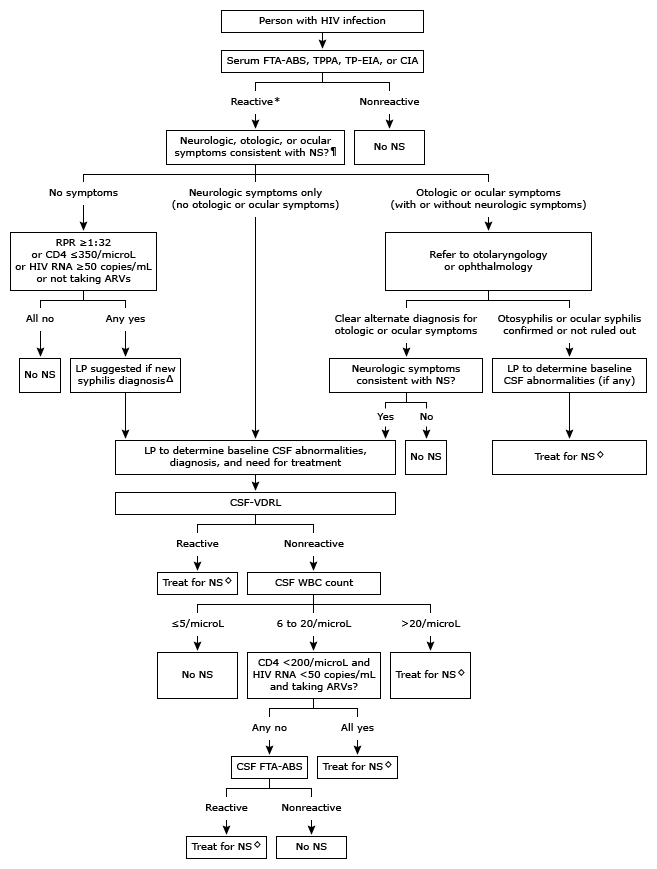 Person with HIV infection
Serum FTA-ABS, TPPA, TP-EIA, or CIA
Reactive*
Nonreactive
Neurologic, otologic, or ocular
symptoms consistent with NS?¶
No NS
No symptoms
Neurologic symptoms only
(no otologic or ocular symptoms)
Otologic or ocular symptoms
(with or without neurologic symptoms)
RPR ≥1:32
or CD4 ≤350/microL
or HIV RNA ≥50 copies/mL
or not taking ARVs
Refer to otolaryngology
or ophthalmology
All no
Any yes
Clear alternate diagnosis for
otologic or ocular symptoms
Otosyphilis or ocular syphilis
confirmed or not ruled out
No NS
LP suggested if new
syphilis diagnosisΔ
Neurologic symptoms
consistent with NS?
LP to determine baseline
CSF abnormalities (if any)
Yes
No
LP to determine baseline CSF abnormalities,
diagnosis, and need for treatment
No NS
Treat for NS◇
CSF-VDRL
Reactive
Nonreactive
Treat for NS◇
CSF WBC count
≤5/microL
6 to 20/microL
>20/microL
No NS
CD4 <200/microL and
HIV RNA <50 copies/mL
and taking ARVs?
Treat for NS◇
Any no
All yes
CSF FTA-ABS
Treat for NS◇
Reactive
Nonreactive
Treat for NS◇
No NS